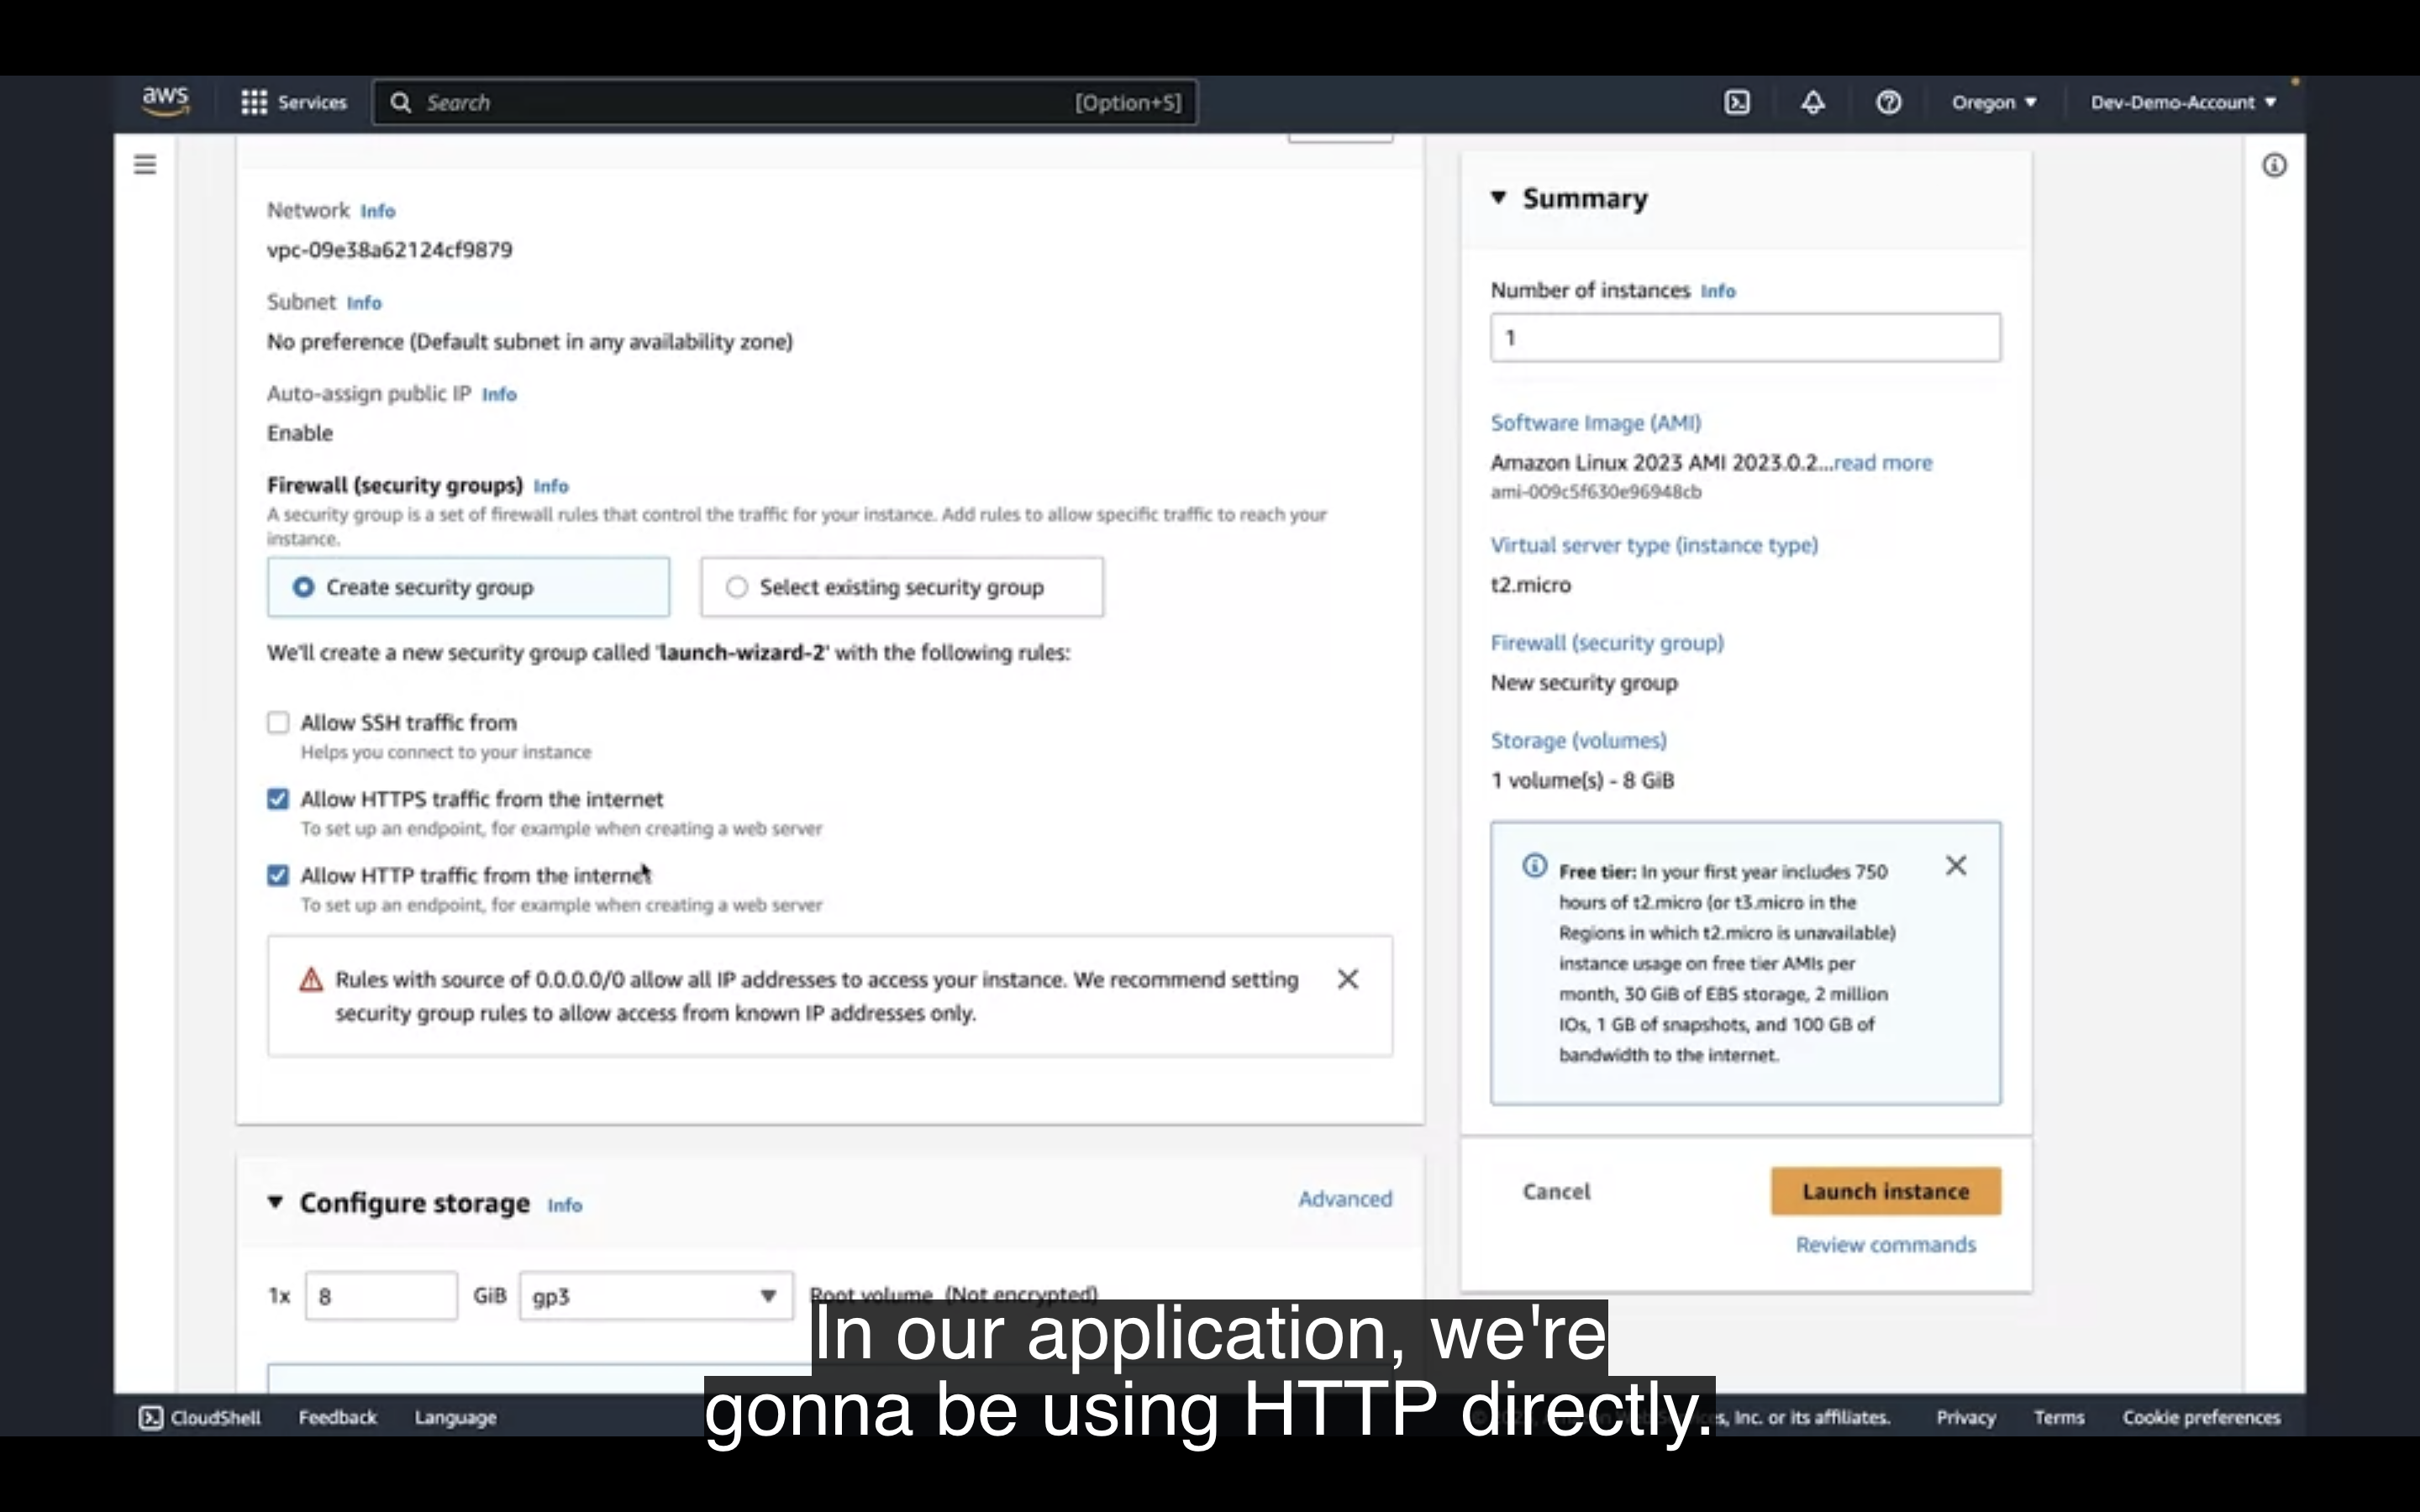 aws
Services
Search
[Option+S]
Oregon
Dev-Demo-Account
Network Info
vpc-09e38a62124cf9879
Subnet Info
No preference (Default subnet in any availability zone)
Auto-assign public IP Info
Enable
Firewall (security groups) Info
A security group is a set of firewall rules that control the traffic for your instance. Add rules to allow specific traffic to reach your
instance.
Create security group
Select existing security group
We'll create a new security group called 'launch-wizard-2' with the following rules:
Allow SSH traffic from
Helps you connect to your instance
Allow HTTPS traffic from the internet
To set up an endpoint, for example when creating a web server
Allow HTTP traffic from the internet
To set up an endpoint, for example when creating a web server
Rules with source of 0.0.0.0/0 allow all IP addresses to access your instance. We recommend setting
security group rules to allow access from known IP addresses only.
Configure storage Info
Advanced
1x
8
GiB
gp3
Root volume (Not encrypted)
Summary
Number of instances Info
1
Software Image (AMI)
Amazon Linux 2023 AMI 2023.0.2...read more
ami-009c5f630e96948cb
Virtual server type (instance type)
t2.micro
Firewall (security group)
New security group
Storage (volumes)
1 volume(s) - 8 GiB
Free tier: In your first year includes 750
hours of t2.micro (or t3.micro in the
Regions in which t2.micro is unavailable)
instance usage on free tier AMIs per
month, 30 GiB of EBS storage, 2 million
IOs, 1 GB of snapshots, and 100 GB of
bandwidth to the internet.
Cancel
Launch instance
Review commands
In our application, we're
gonna be using HTTP directly.
CloudShell
Feedback
Language
s, Inc. or its affiliates.
Privacy
Terms
Cookie preferences